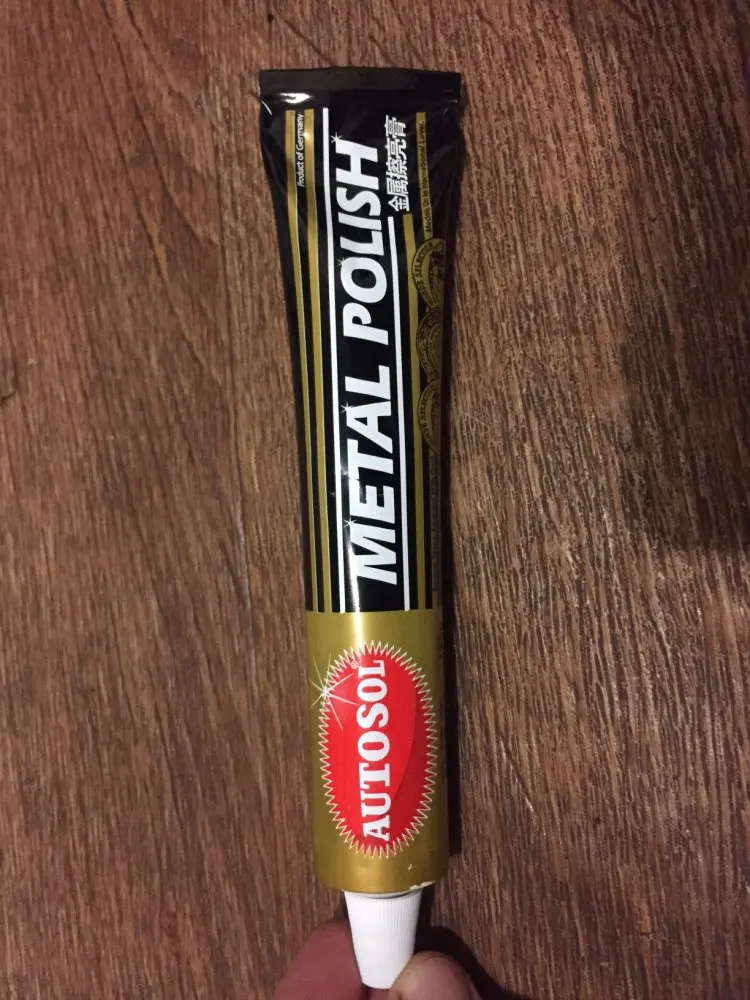 Product of Germany
METAL POLISH
金属擦亮膏
AUTOSOL
®